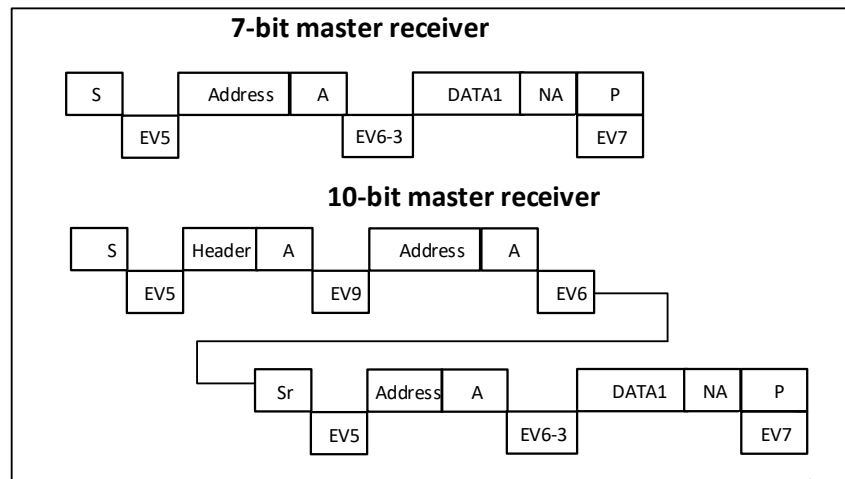 7-bit master receiver
S Address A DATA1 NA P
EV5 EV6-3 EV7
10-bit master receiver
S Header A Address A
EV5 EV9 EV6
Sr Address A DATA1 NA P
EV5 EV6-3 EV7